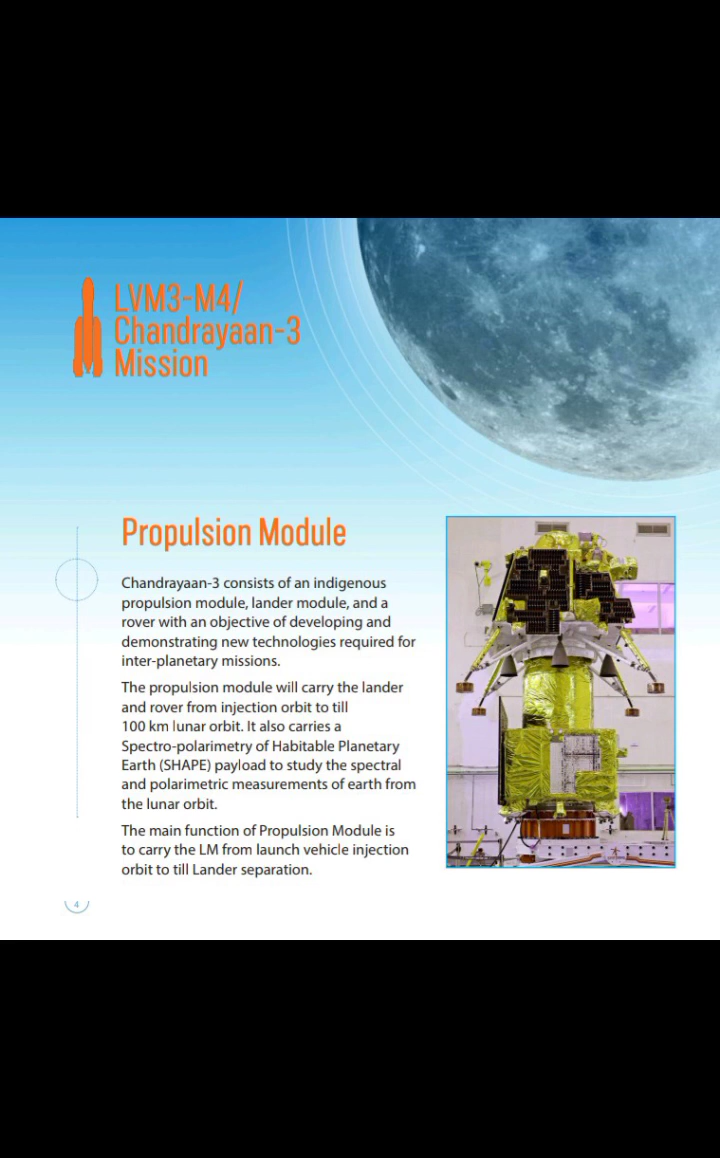 LVM3-M4/
Chandrayaan-3
Mission
Propulsion Module
Chandrayaan-3 consists of an indigenous
propulsion module, lander module, and a
rover with an objective of developing and
demonstrating new technologies required for
inter-planetary missions.
The propulsion module will carry the lander
and rover from injection orbit to till
100 km lunar orbit. It also carries a
Spectro-polarimetry of Habitable Planetary
Earth (SHAPE) payload to study the spectral
and polarimetric measurements of earth from
the lunar orbit.
The main function of Propulsion Module is
to carry the LM from launch vehicle injection
orbit to till Lander separation.
4